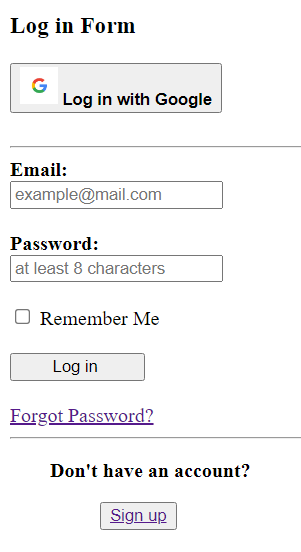 Log in Form
Log in with Google
Email:
example@mail.com
Password:
at least 8 characters
Remember Me
Log in
Forgot Password?
Don't have an account?
Sign up